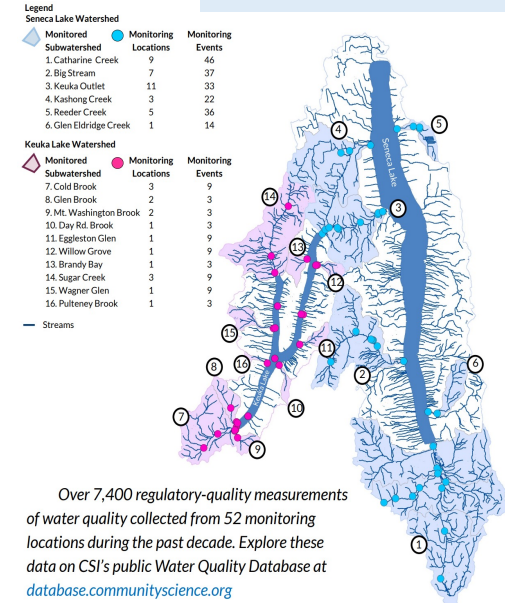 Legend
Seneca Lake Watershed
Monitored Subwatershed Monitoring Locations Monitoring Events
1. Catharine Creek 9 46
2. Big Stream 7 37
3. Keuka Outlet 11 33
4. Kashong Creek 3 22
5. Reeder Creek 5 36
6. Glen Eldridge Creek 1 14
Keuka Lake Watershed
Monitored Subwatershed Monitoring Locations Monitoring Events
7. Cold Brook 3 9
8. Glen Brook 2 3
9. Mt. Washington Brook 2 9
10. Day Rd. Brook 1 3
11. Eggleston Glen 1 9
12. Willow Grove 1 9
13. Brandy Bay 1 3
14. Sugar Creek 3 9
15. Wagner Glen 1 9
16. Pulteney Brook 1 3
Streams
4
5
Seneca Lake
14
3
13
12
15
11
8
16
2
6
Keuka Lake
7
10
9
1
Over 7,400 regulatory-quality measurements
of water quality collected from 52 monitoring
locations during the past decade. Explore these
data on CSI's public Water Quality Database at
database.communityscience.org